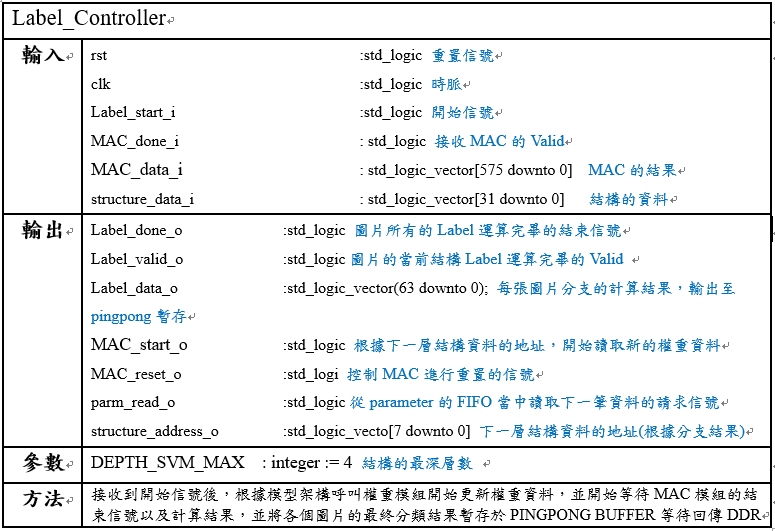 Label_Controller
輸入
rst :std_logic 重置信號
clk :std_logic 時脈
Label_start_i :std_logic 開始信號
MAC_done_i : std_logic 接收 MAC 的 Valid
MAC_data_i : std_logic_vector[575 downto 0] MAC 的結果
structure_data_i : std_logic_vector[31 downto 0] 結構的資料
輸出
Label_done_o :std_logic 圖片所有的 Label 運算完畢的結束信號
Label_valid_o :std_logic 圖片的當前結構 Label 運算完畢的 Valid
Label_data_o :std_logic_vector(63 downto 0); 每張圖片分支的計算結果，輸出至
pingpong 暫存
MAC_start_o :std_logic 根據下一層結構資料的地址，開始讀取新的權重資料
MAC_reset_o :std_logi 控制 MAC 進行重置的信號
parm_read_o :std_logic 從 parameter 的 FIFO 當中讀取下一筆資料的請求信號
structure_address_o :std_logic_vecto[7 downto 0] 下一層結構資料的地址(根據分支結果)
參數
DEPTH_SVM_MAX : integer := 4 結構的最深層數
方法
接收到開始信號後，根據模型架構呼叫權重模組開始更新權重資料，並開始等待 MAC 模組的結
束信號以及計算結果，並將各個圖片的最終分類結果暫存於 PINGPONG BUFFER 等待回傳 DDR